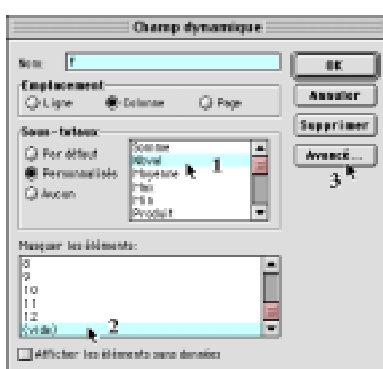 Champ dynamique
Nom: f
OK
Emplacement
Ligne Colonne Page
Annuler
Supprimer
Sous-totaux:
Par défaut
Personnalisés
Aucun
Somme
Nbval
Moyenne
Max
Min
Produit
1
Avancé...
3
Masquer les éléments:
8
9
10
11
12
(vide)
2
Afficher les éléments sans données